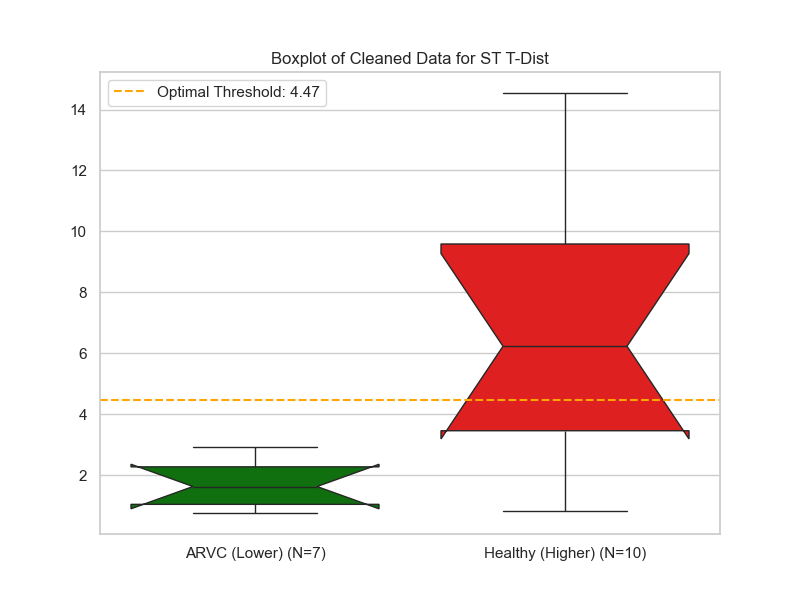 Boxplot of Cleaned Data for ST T-Dist
Optimal Threshold: 4.47
14
12
10
8
6
4
2
ARVC (Lower) (N=7)
Healthy (Higher) (N=10)